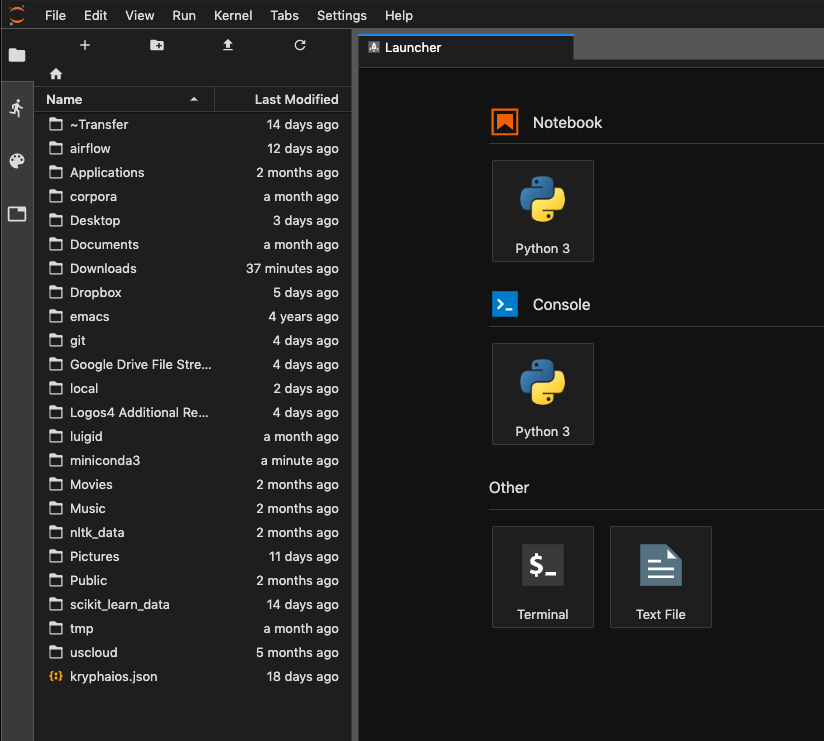 File Edit View Run Kernel Tabs Settings Help
Launcher
Name Last Modified
~Transfer 14 days ago
airflow 12 days ago
Applications 2 months ago
corpora a month ago
Desktop 3 days ago
Documents a month ago
Downloads 37 minutes ago
Dropbox 5 days ago
emacs 4 years ago
git 4 days ago
Google Drive File Stre... 4 days ago
local 2 days ago
Logos4 Additional Re... 4 days ago
luigid a month ago
miniconda3 a minute ago
Movies 2 months ago
Music 2 months ago
nltk_data 2 months ago
Pictures 11 days ago
Public 2 months ago
scikit_learn_data 14 days ago
tmp a month ago
uscloud 5 months ago
kryphaios.json 18 days ago
Notebook
Python 3
Console
Python 3
Other
$_
Terminal Text File